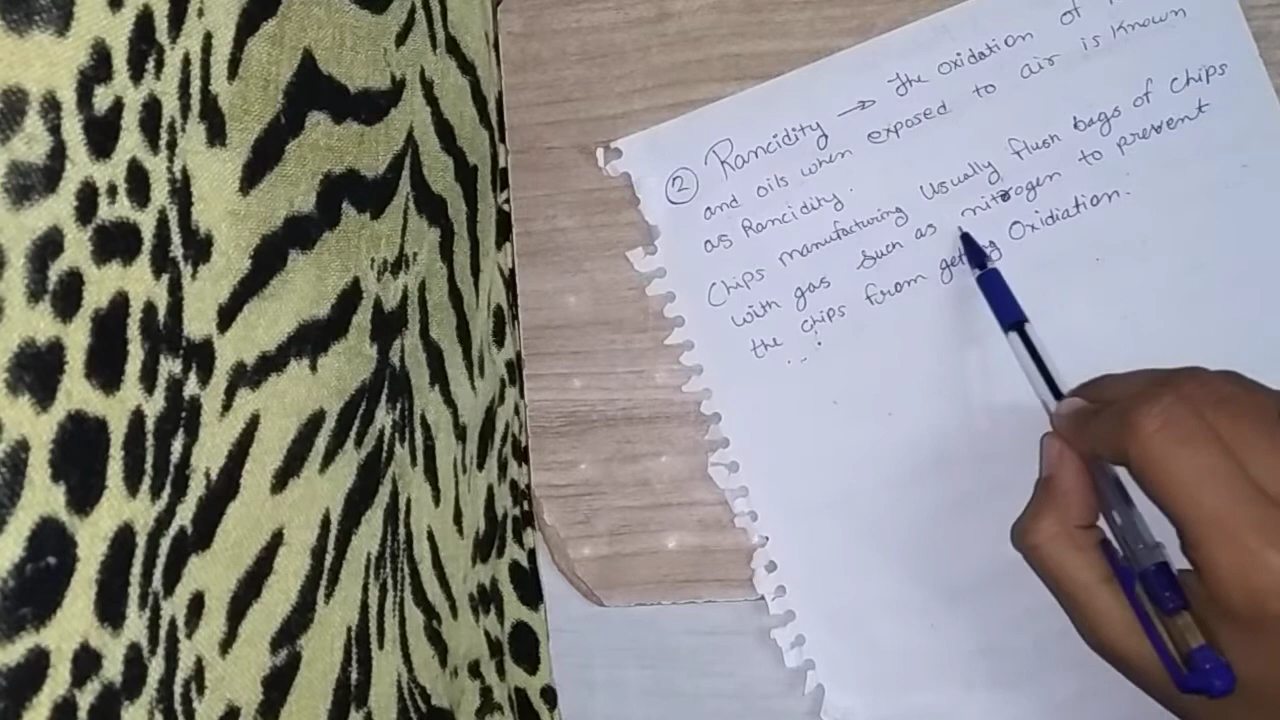 ② Rancidity → The oxidation of
and oils when exposed to air is known
as Rancidity.
Chips manufacturing usually flush bags of chips
with gas such as nitrogen to prevent
the chips from getting Oxidiation.